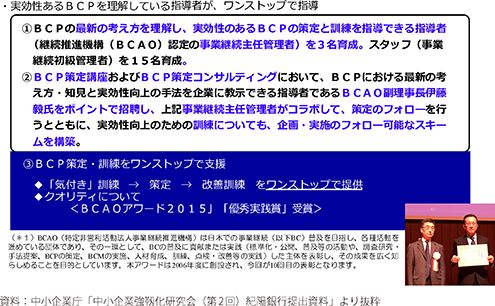 ・実効性あるBCPを理解している指導者が、ワンストップで指導
①BCPの最新の考え方を理解し、実効性のあるBCPの策定と訓練を指導できる指導者
（継続推進機構（BCAO）認定の事業継続主任管理者）を３名育成。スタッフ（事業
継続初級管理者）を１５名育成。
②BCP策定講座およびBCP策定コンサルティングにおいて、BCPにおける最新の考
え方・知見と実効性向上の手法を企業に教示できる指導者であるBCAO副理事長伊藤
毅氏をポイントで招聘し、上記事業継続主任管理者がコラボして、策定のフォローを行
うとともに、実効性向上のための訓練についても、企画・実施のフォロー可能なスキー
ムを構築。
③BCP策定・訓練をワンストップで支援
◆「気付き」訓練　→　策定　→　改善訓練　をワンストップで提供
◆クオリティについて
＜BCAOアワード２０１５」「優秀実践賞」受賞＞
（＊１）BCAO（特定非営利活動法人事業継続推進機構）は日本での事業継続（以下BC）普及を目指し、各種活動を
進めている団体であり、その一環として、BCの普及に貢献または実践（標準化・公開、普及等の活動や、調査研究・
手法提案、BCPの策定、BCMの実施、人材育成、訓練、点検・改善等の実践）した主体を表彰し、その成果を広く知
らしめることを目的としています。本アワードは2006年度に創設され、今回が10回目の表彰となります。
資料：中小企業庁「中小企業強靱化研究会（第２回）紀陽銀行提出資料」より抜粋